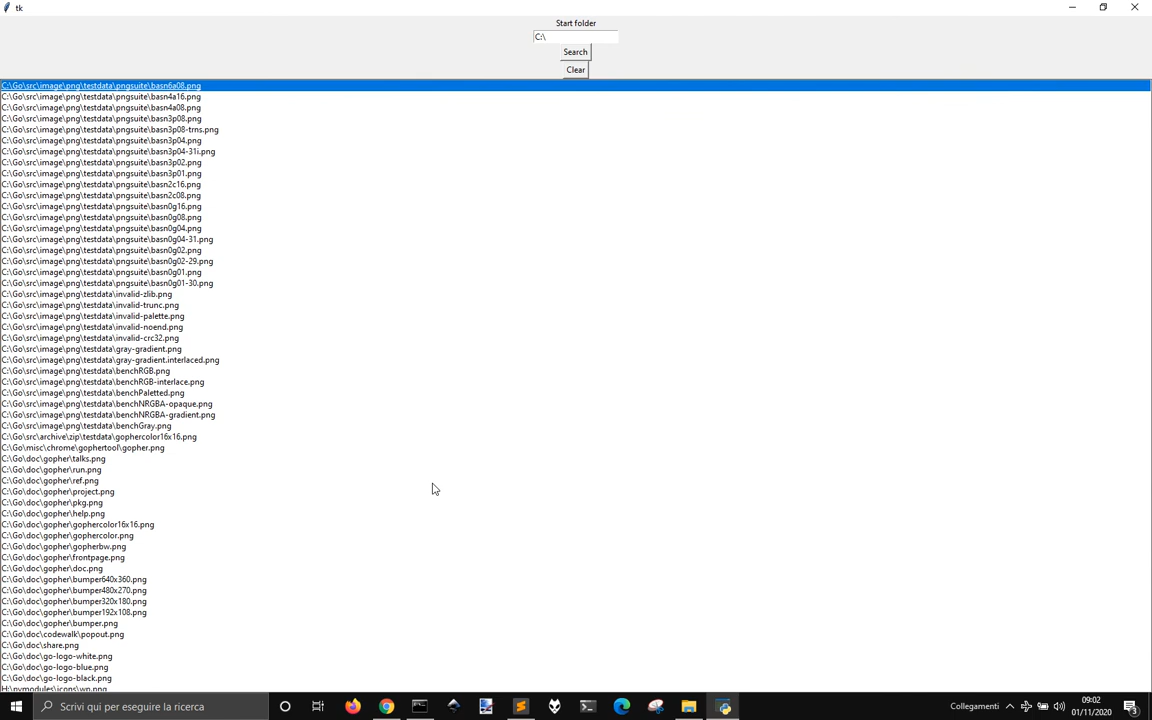 tk
Start folder
C:\
Search
Clear
C:\Go\src\image\png\testdata\pngsuite\basn6a08.png
C:\Go\src\image\png\testdata\pngsuite\basn4a16.png
C:\Go\src\image\png\testdata\pngsuite\basn4a08.png
C:\Go\src\image\png\testdata\pngsuite\basn3p08.png
C:\Go\src\image\png\testdata\pngsuite\basn3p08-trns.png
C:\Go\src\image\png\testdata\pngsuite\basn3p04.png
C:\Go\src\image\png\testdata\pngsuite\basn3p04-31i.png
C:\Go\src\image\png\testdata\pngsuite\basn3p02.png
C:\Go\src\image\png\testdata\pngsuite\basn3p01.png
C:\Go\src\image\png\testdata\pngsuite\basn2c16.png
C:\Go\src\image\png\testdata\pngsuite\basn2c08.png
C:\Go\src\image\png\testdata\pngsuite\basn0g16.png
C:\Go\src\image\png\testdata\pngsuite\basn0g08.png
C:\Go\src\image\png\testdata\pngsuite\basn0g04.png
C:\Go\src\image\png\testdata\pngsuite\basn0g04-31.png
C:\Go\src\image\png\testdata\pngsuite\basn0g02.png
C:\Go\src\image\png\testdata\pngsuite\basn0g02-29.png
C:\Go\src\image\png\testdata\pngsuite\basn0g01.png
C:\Go\src\image\png\testdata\pngsuite\basn0g01-30.png
C:\Go\src\image\png\testdata\invalid-zlib.png
C:\Go\src\image\png\testdata\invalid-trunc.png
C:\Go\src\image\png\testdata\invalid-palette.png
C:\Go\src\image\png\testdata\invalid-noend.png
C:\Go\src\image\png\testdata\invalid-crc32.png
C:\Go\src\image\png\testdata\gray-gradient.png
C:\Go\src\image\png\testdata\gray-gradient.interlaced.png
C:\Go\src\image\png\testdata\benchRGB.png
C:\Go\src\image\png\testdata\benchRGB-interlace.png
C:\Go\src\image\png\testdata\benchPaletted.png
C:\Go\src\image\png\testdata\benchNRGBA-opaque.png
C:\Go\src\image\png\testdata\benchNRGBA-gradient.png
C:\Go\src\image\png\testdata\benchGray.png
C:\Go\src\archive\zip\testdata\gophercolor16x16.png
C:\Go\misc\chrome\gophertool\gopher.png
C:\Go\doc\gopher\talks.png
C:\Go\doc\gopher\run.png
C:\Go\doc\gopher\ref.png
C:\Go\doc\gopher\project.png
C:\Go\doc\gopher\pkg.png
C:\Go\doc\gopher\help.png
C:\Go\doc\gopher\gophercolor16x16.png
C:\Go\doc\gopher\gophercolor.png
C:\Go\doc\gopher\gopherbw.png
C:\Go\doc\gopher\frontpage.png
C:\Go\doc\gopher\doc.png
C:\Go\doc\gopher\bumper640x360.png
C:\Go\doc\gopher\bumper480x270.png
C:\Go\doc\gopher\bumper320x180.png
C:\Go\doc\gopher\bumper192x108.png
C:\Go\doc\gopher\bumper.png
C:\Go\doc\codewalk\popout.png
C:\Go\doc\share.png
C:\Go\doc\go-logo-white.png
C:\Go\doc\go-logo-blue.png
C:\Go\doc\go-logo-black.png
Scrivi qui per eseguire la ricerca
Collegamenti
09:02
01/11/2020
3